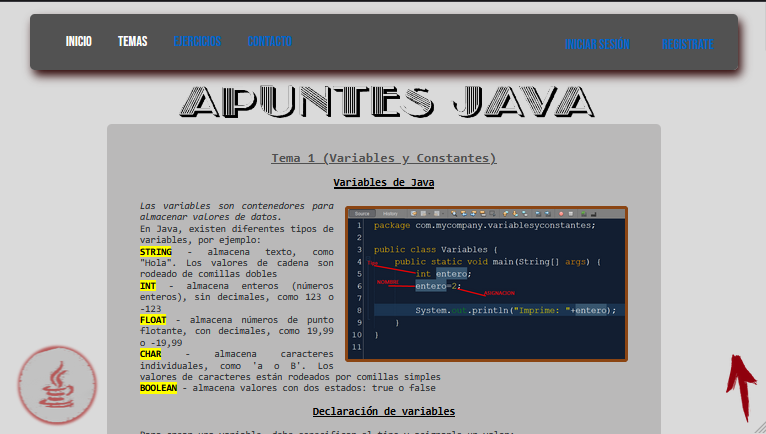 INICIO TEMAS EJERCICIOS CONTACTO INICIAR SESIÓN REGISTRATE
APUNTES JAVA
Tema 1 (Variables y Constantes)
Variables de Java
Las variables son contenedores para
almacenar valores de datos.
En Java, existen diferentes tipos de
variables, por ejemplo:
STRING - almacena texto, como
"Hola". Los valores de cadena son
rodeado de comillas dobles
INT - almacena enteros (números
enteros), sin decimales, como 123 o
-123
FLOAT - almacena números de punto
flotante, con decimales, como 19,99
o -19,99
CHAR - almacena caracteres
individuales, como 'a o B'. Los
valores de caracteres están rodeados por comillas simples
BOOLEAN - almacena valores con dos estados: true o false
Source History
1 package com.mycompany.variablesyconstantes;
2
3 public class Variables {
4 public static void main(String[] args) {
5 int entero;
6 entero=2;
7
8 System.out.println("Imprime: "+entero);
9 }
10 }
11
NOMBRE
ASIGNACIÓN
Declaración de variables